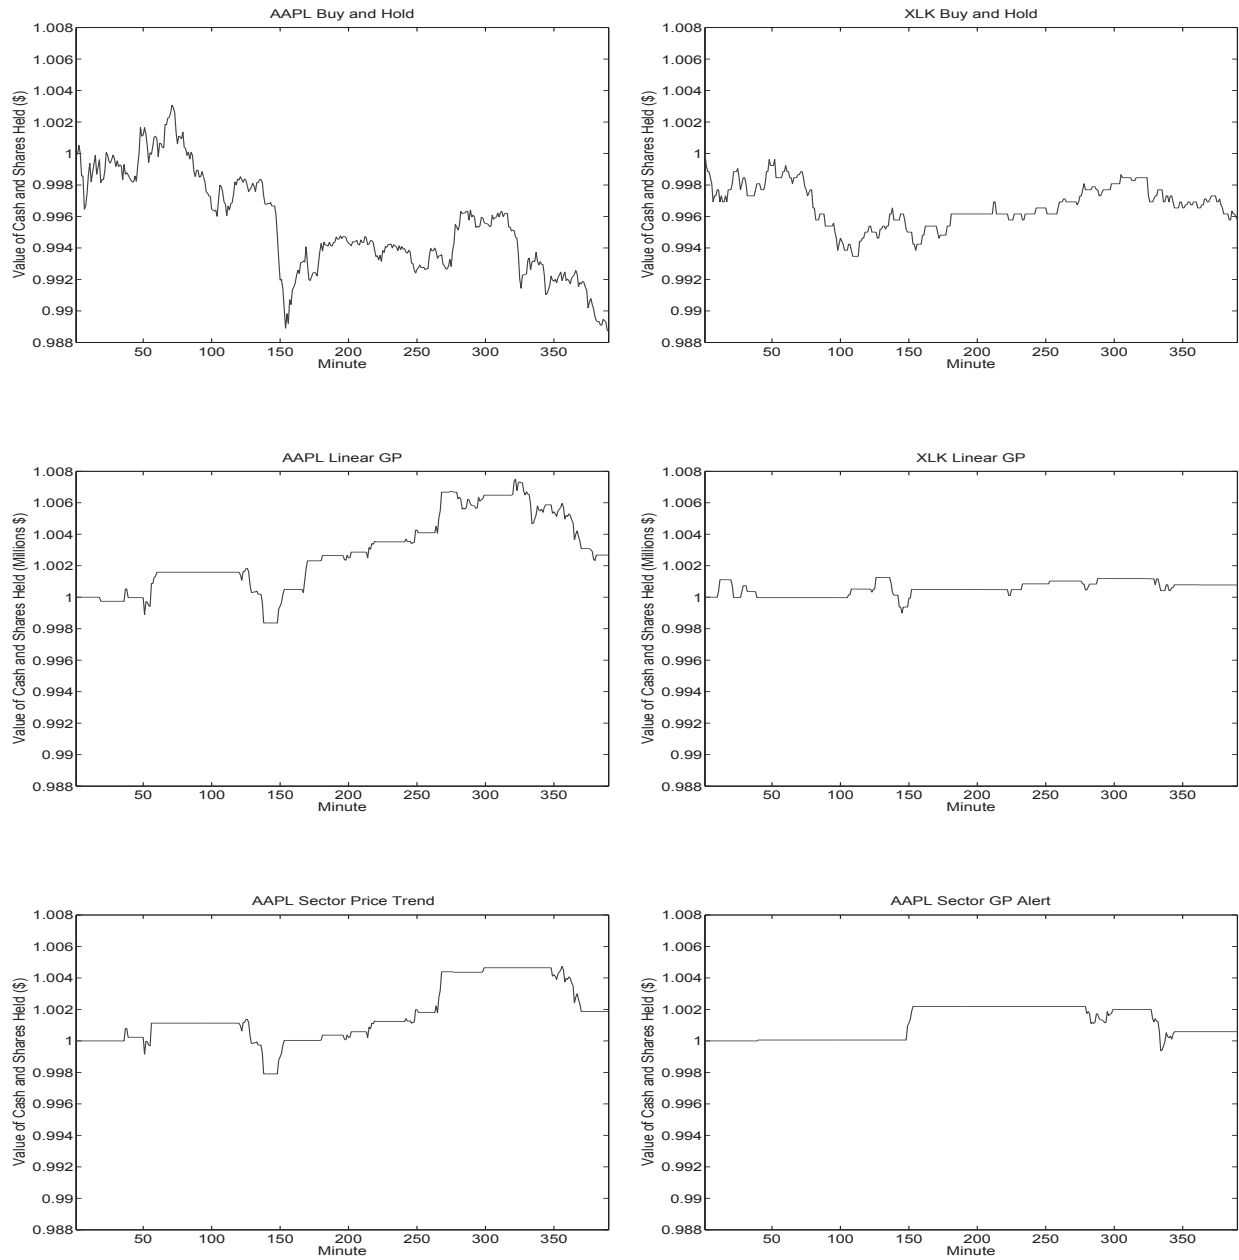 AAPL Buy and Hold
Value of Cash and Shares Held ($)
1.008
1.006
1.004
1.002
1
0.998
0.996
0.994
0.992
0.99
0.988
50 100 150 200 250 300 350
Minute
XLK Buy and Hold
Value of Cash and Shares Held ($)
1.008
1.006
1.004
1.002
1
0.998
0.996
0.994
0.992
0.99
0.988
50 100 150 200 250 300 350
Minute
AAPL Linear GP
Value of Cash and Shares Held (Millions $)
1.008
1.006
1.004
1.002
1
0.998
0.996
0.994
0.992
0.99
0.988
50 100 150 200 250 300 350
Minute
XLK Linear GP
Value of Cash and Shares Held (Millions $)
1.008
1.006
1.004
1.002
1
0.998
0.996
0.994
0.992
0.99
0.988
50 100 150 200 250 300 350
Minute
AAPL Sector Price Trend
Value of Cash and Shares Held ($)
1.008
1.006
1.004
1.002
1
0.998
0.996
0.994
0.992
0.99
0.988
50 100 150 200 250 300 350
Minute
AAPL Sector GP Alert
Value of Cash and Shares Held ($)
1.008
1.006
1.004
1.002
1
0.998
0.996
0.994
0.992
0.99
0.988
50 100 150 200 250 300 350
Minute